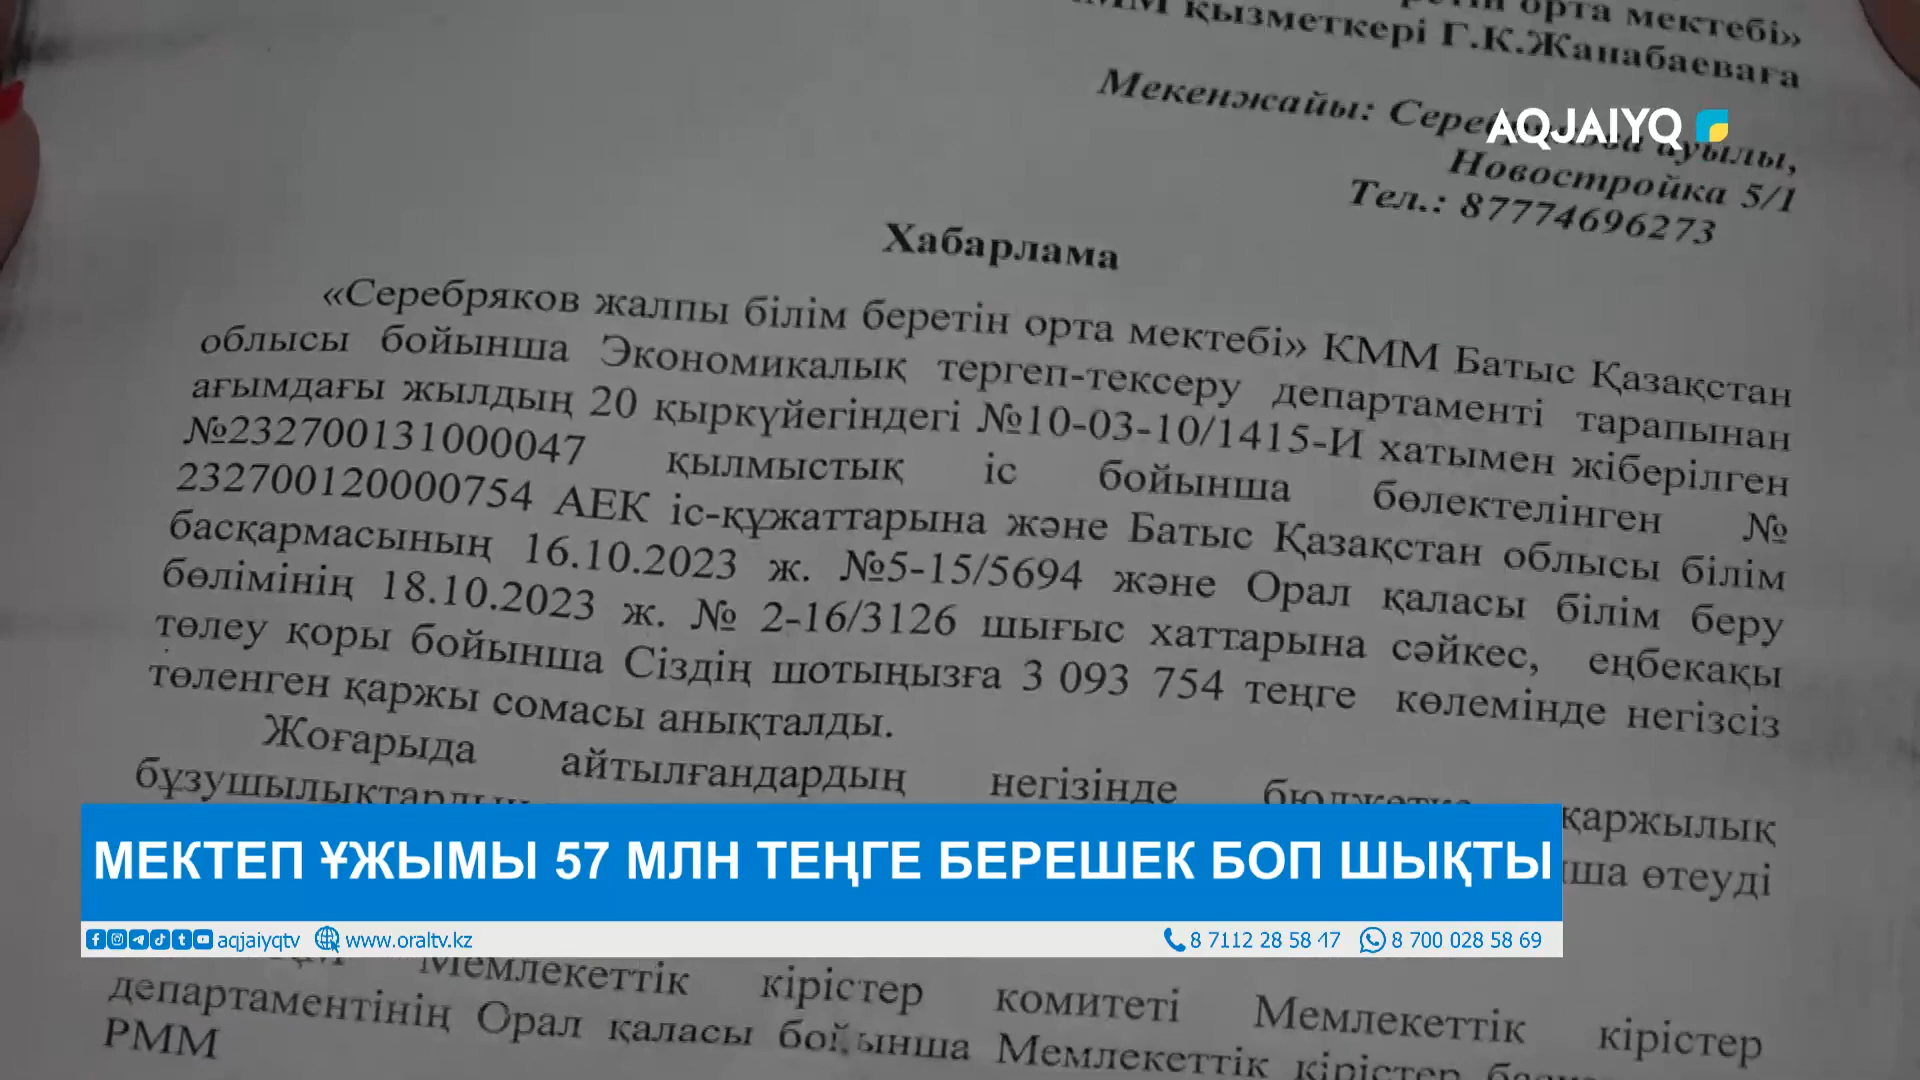 орта мектебі»
қызметкері Г.К.Жанабаеваға
Мекенжайы: ауылы,
Новостройка 5/1
Тел.: 87774696273
AQJAIYQ
Хабарлама
«Серебряков жалпы білім беретін орта мектебі» КММ Батыс Қазақстан
облысы бойынша Экономикалық тергеп-тексеру департаменті тарапынан
ағымдағы жылдың 20 қыркүйегіндегі №10-03-10/1415-И хатымен жіберілген
№232700131000047 қылмыстық іс бойынша бөлектелінген №
232700120000754 АЕК іс-құжаттарына және Батыс Қазақстан облысы білім
басқармасының 16.10.2023 ж. №5-15/5694 және Орал қаласы білім беру
бөлімінің 18.10.2023 ж. № 2-16/3126 шығыс хаттарына сәйкес, еңбекақы
төлеу қоры бойынша Сіздің шотыңызға 3 093 754 теңге көлемінде негізсіз
төленген қаржы сомасы анықталды.
Жоғарыда айтылғандардың негізінде қаржылық
өтеуді
МЕКТЕП ҰЖЫМЫ 57 МЛН ТЕҢГЕ БЕРЕШЕК БОП ШЫҚТЫ
aqjaiyqtv www.oraltv.kz 8 7112 28 58 47 8 700 028 58 69
Мемлекеттік кірістер комитеті Мемлекеттік кірістер
департаментінің Орал қаласы бойынша Мемлекеттік кірістер
РММ